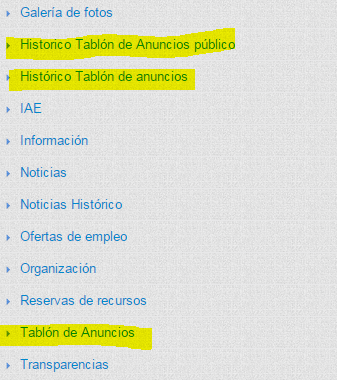 Galería de fotos
Historico Tablón de Anuncios público
Histórico Tablón de anuncios
IAE
Información
Noticias
Noticias Histórico
Ofertas de empleo
Organización
Reservas de recursos
Tablón de Anuncios
Transparencias